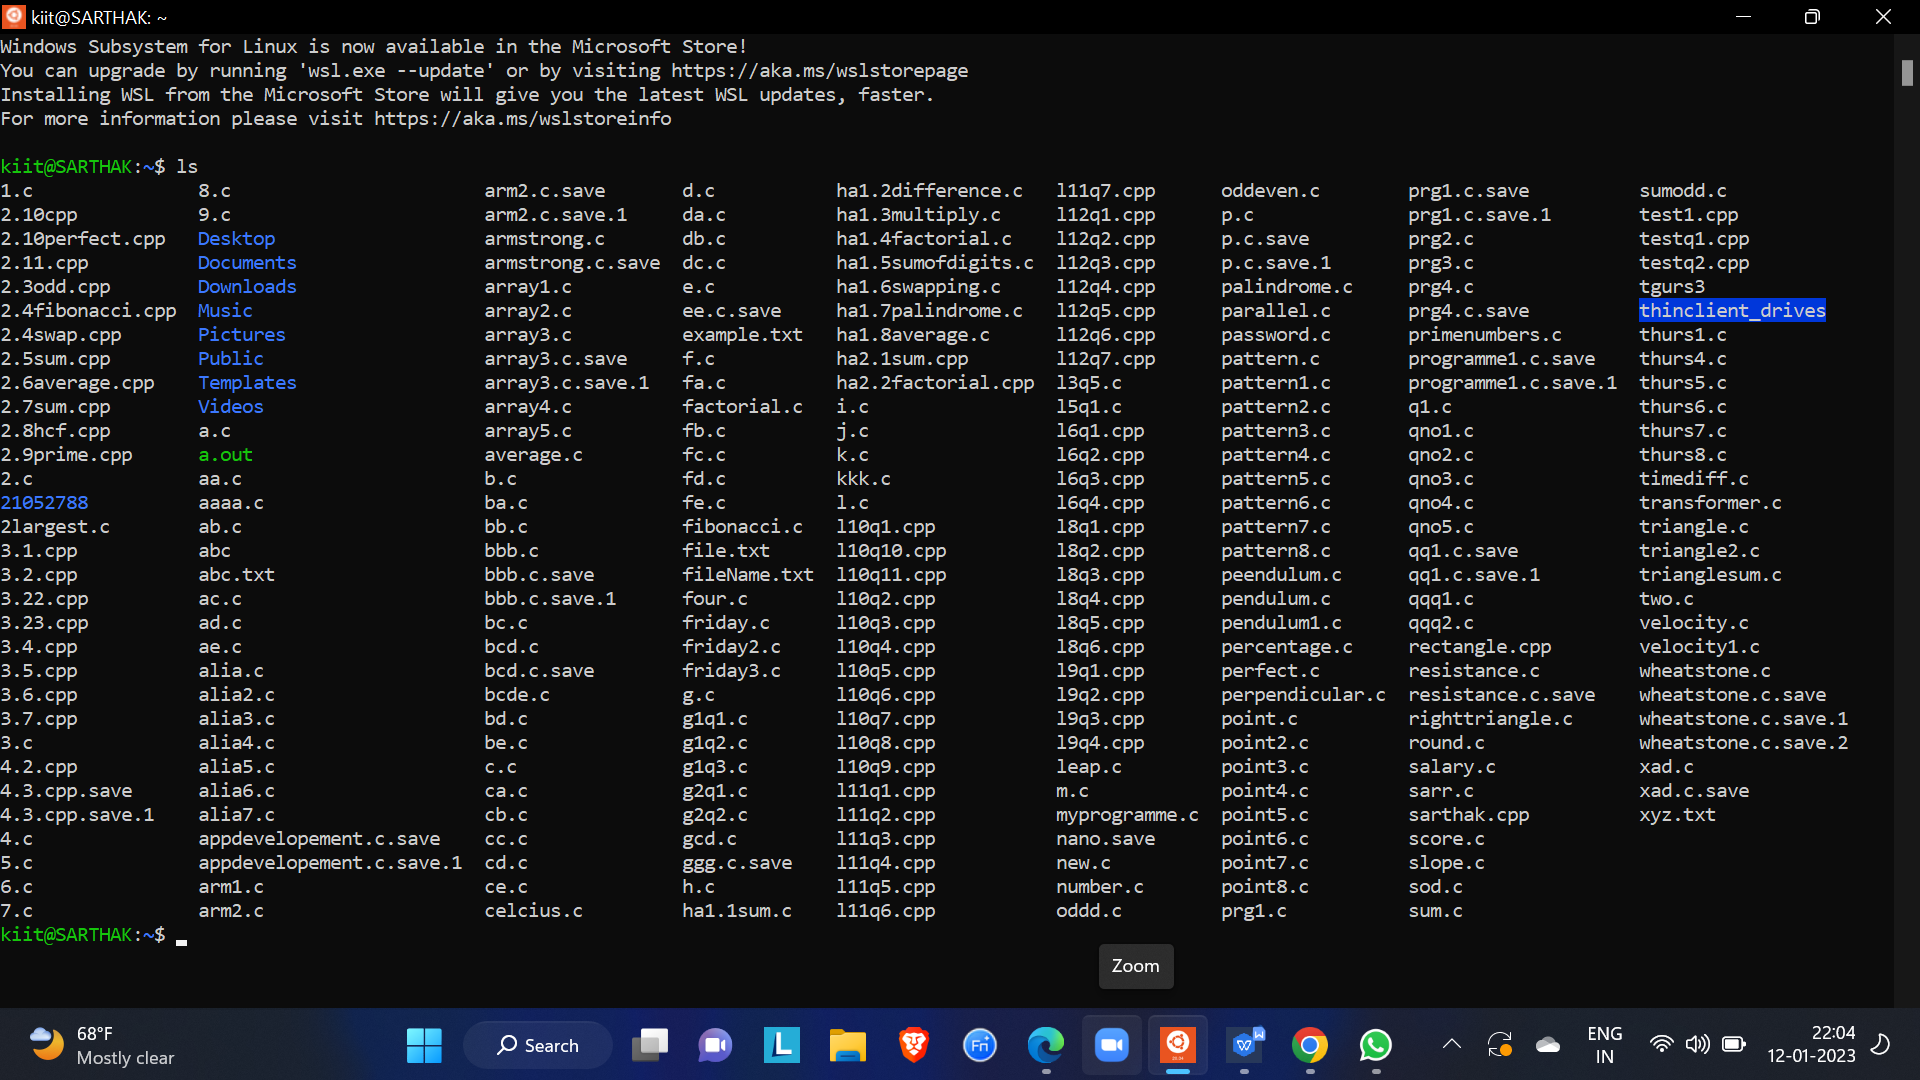 kiit@SARTHAK: ~
Windows Subsystem for Linux is now available in the Microsoft Store!
You can upgrade by running 'wsl.exe --update' or by visiting https://aka.ms/wslstorepage
Installing WSL from the Microsoft Store will give you the latest WSL updates, faster.
For more information please visit https://aka.ms/wslstoreinfo
kiit@SARTHAK:~$ ls
1.c 8.c arm2.c.save d.c ha1.2difference.c l11q7.cpp oddeven.c prg1.c.save sumodd.c
2.10cpp 9.c arm2.c.save.1 da.c ha1.3multiply.c l12q1.cpp p.c prg1.c.save.1 test1.cpp
2.10perfect.cpp Desktop armstrong.c db.c ha1.4factorial.c l12q2.cpp p.c.save prg2.c testq1.cpp
2.11.cpp Documents armstrong.c.save dc.c ha1.5sumofdigits.c l12q3.cpp p.c.save.1 prg3.c testq2.cpp
2.3odd.cpp Downloads array1.c e.c ha1.6swapping.c l12q4.cpp palindrome.c prg4.c tgurs3
2.4fibonacci.cpp Music array2.c ee.c.save ha1.7palindrome.c l12q5.cpp parallel.c prg4.c.save thinclient_drives
2.4swap.cpp Pictures array3.c example.txt ha1.8average.c l12q6.cpp password.c primenumbers.c thurs1.c
2.5sum.cpp Public array3.c.save f.c ha2.1sum.cpp l12q7.cpp pattern.c programme1.c.save thurs4.c
2.6average.cpp Templates array3.c.save.1 fa.c ha2.2factorial.cpp l3q5.c pattern1.c programme1.c.save.1 thurs5.c
2.7sum.cpp Videos array4.c factorial.c i.c l5q1.c pattern2.c q1.c thurs6.c
2.8hcf.cpp a.c array5.c fb.c j.c l6q1.cpp pattern3.c qno1.c thurs7.c
2.9prime.cpp a.out average.c fc.c k.c l6q2.cpp pattern4.c qno2.c thurs8.c
2.c aa.c b.c fd.c kkk.c l6q3.cpp pattern5.c qno3.c timediff.c
21052788 aaaa.c ba.c fe.c l.c l6q4.cpp pattern6.c qno4.c transformer.c
2largest.c ab.c bb.c fibonacci.c l10q1.cpp l8q1.cpp pattern7.c qno5.c triangle.c
3.1.cpp abc bbb.c file.txt l10q10.cpp l8q2.cpp pattern8.c qq1.c.save triangle2.c
3.2.cpp abc.txt bbb.c.save fileName.txt l10q11.cpp l8q3.cpp peendulum.c qq1.c.save.1 trianglesum.c
3.22.cpp ac.c bbb.c.save.1 four.c l10q2.cpp l8q4.cpp pendulum.c qqq1.c two.c
3.23.cpp ad.c bc.c friday.c l10q3.cpp l8q5.cpp pendulum1.c qqq2.c velocity.c
3.4.cpp ae.c bcd.c friday2.c l10q4.cpp l8q6.cpp percentage.c rectangle.cpp velocity1.c
3.5.cpp alia.c bcd.c.save friday3.c l10q5.cpp l9q1.cpp perfect.c resistance.c wheatstone.c
3.6.cpp alia2.c bcde.c g.c l10q6.cpp l9q2.cpp perpendicular.c resistance.c.save wheatstone.c.save
3.7.cpp alia3.c bd.c g1q1.c l10q7.cpp l9q3.cpp point.c righttriangle.c wheatstone.c.save.1
3.c alia4.c be.c g1q2.c l10q8.cpp l9q4.cpp point2.c round.c wheatstone.c.save.2
4.2.cpp alia5.c c.c g1q3.c l10q9.cpp leap.c point3.c salary.c xad.c
4.3.cpp.save alia6.c ca.c g2q1.c l11q1.cpp m.c point4.c sarr.c xad.c.save
4.3.cpp.save.1 alia7.c cb.c g2q2.c l11q2.cpp myprogramme.c point5.c sarthak.cpp xyz.txt
4.c appdevelopement.c.save cc.c gcd.c l11q3.cpp nano.save point6.c score.c
5.c appdevelopement.c.save.1 cd.c ggg.c.save l11q4.cpp new.c point7.c slope.c
6.c arm1.c ce.c h.c l11q5.cpp number.c point8.c sod.c
7.c arm2.c celcius.c ha1.1sum.c l11q6.cpp oddd.c prg1.c sum.c
kiit@SARTHAK:~$
Zoom
68°F
Mostly clear
Search
ENG
IN
22:04
12-01-2023